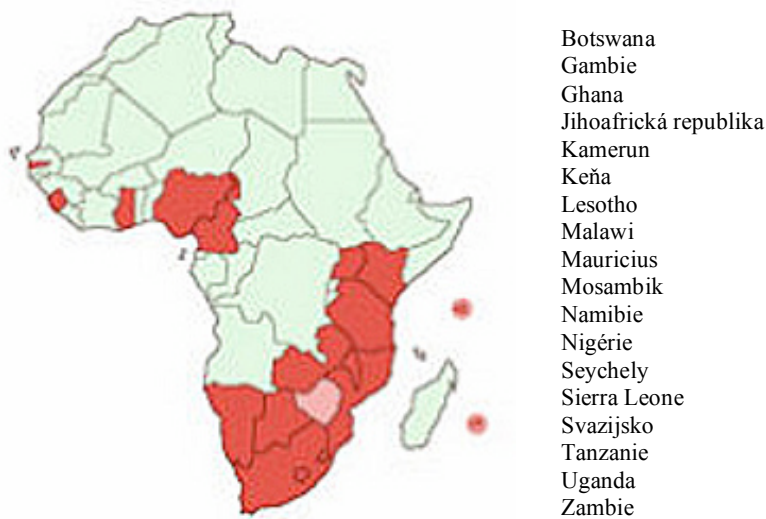 Botswana
Gambie
Ghana
Jihoafrická republika
Kamerun
Keňa
Lesotho
Malawi
Mauricius
Mosambik
Namibie
Nigérie
Seychely
Sierra Leone
Svazijsko
Tanzanie
Uganda
Zambie